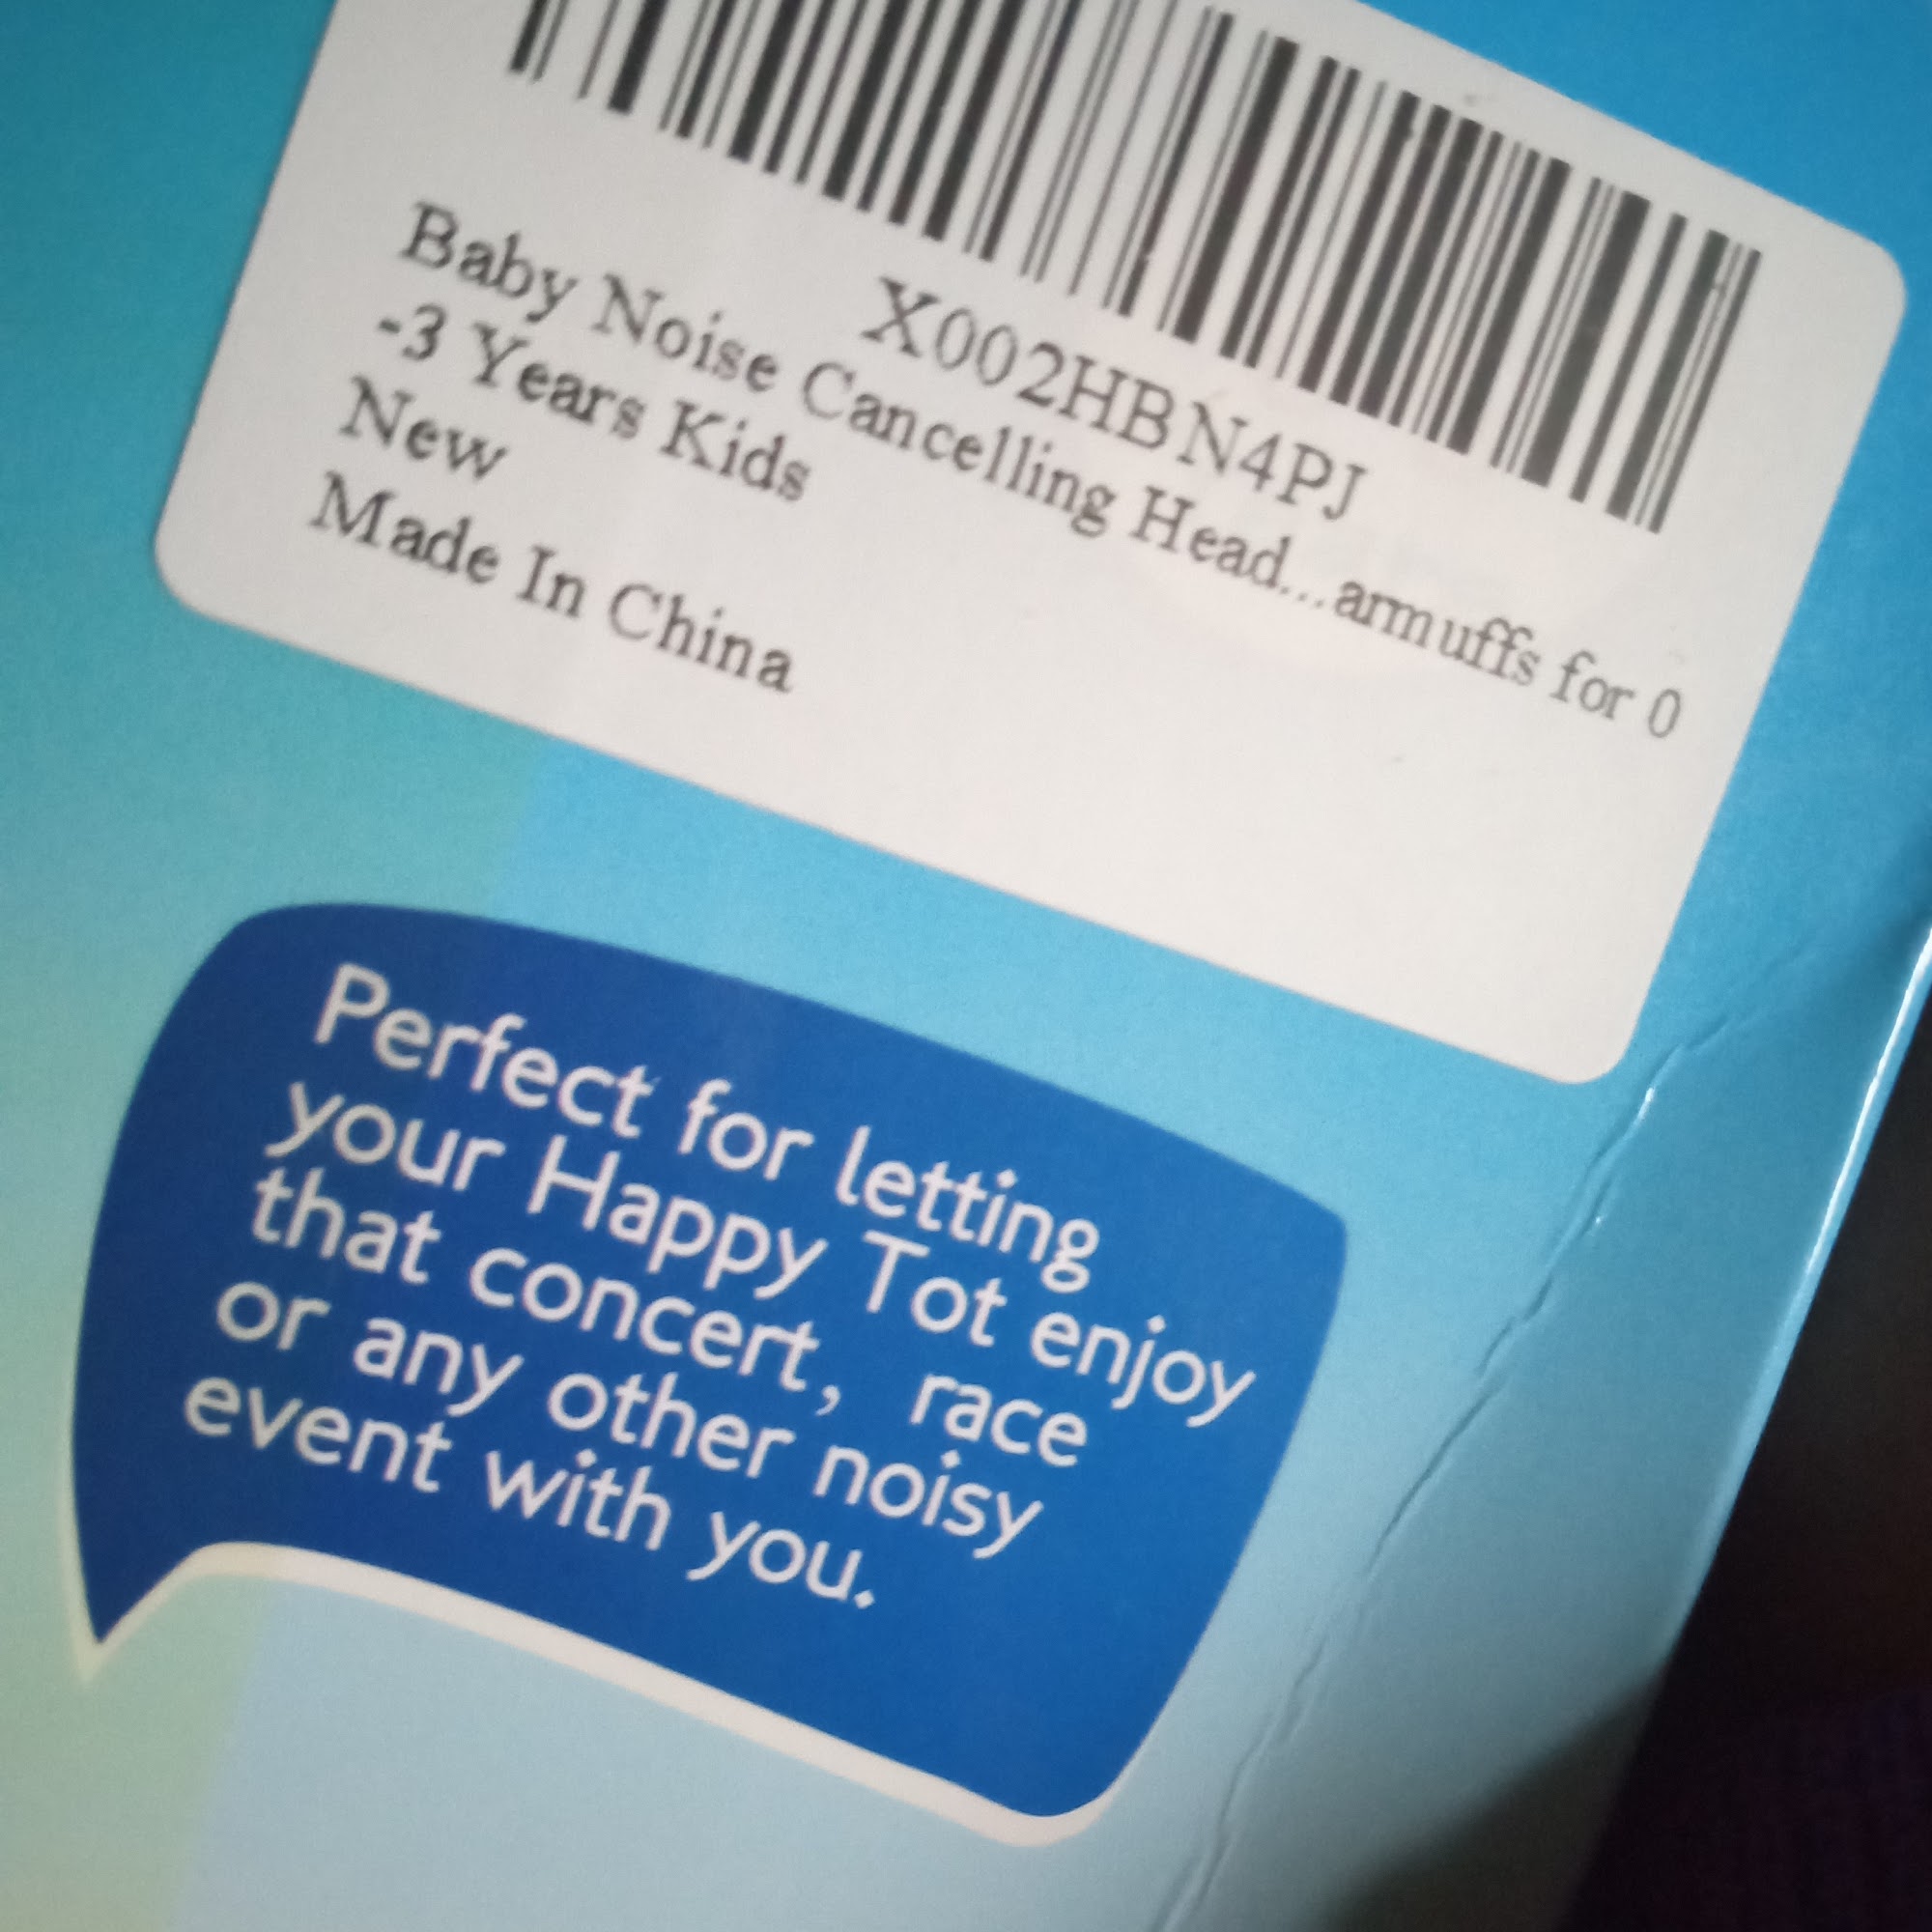 X002HBN4PJ
Baby Noise Cancelling Head...armuffs for 0
-3 Years Kids
New
Made In China
Perfect for letting
your Happy Tot enjoy
that concert, race
or any other noisy
event with you.